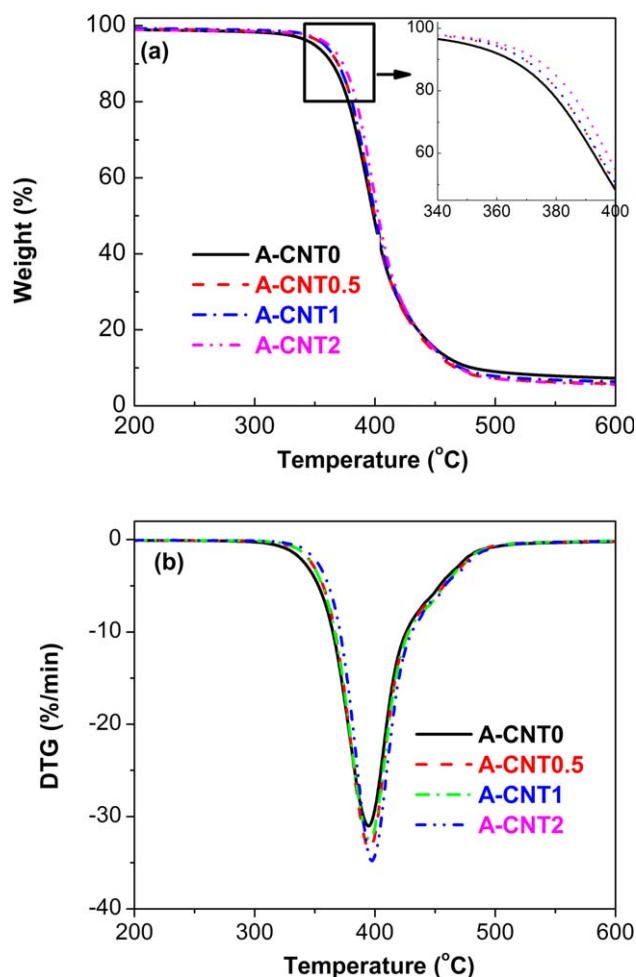 100
(a)
80
60
40
20
0
Weight (%)
200
300
400
500
600
Temperature (°C)
A-CNT0
A-CNT0.5
A-CNT1
A-CNT2
100
80
60
340
360
380
400
0
(b)
-10
-20
-30
-40
DTG (%/min)
200
300
400
500
600
Temperature (°C)
A-CNT0
A-CNT0.5
A-CNT1
A-CNT2